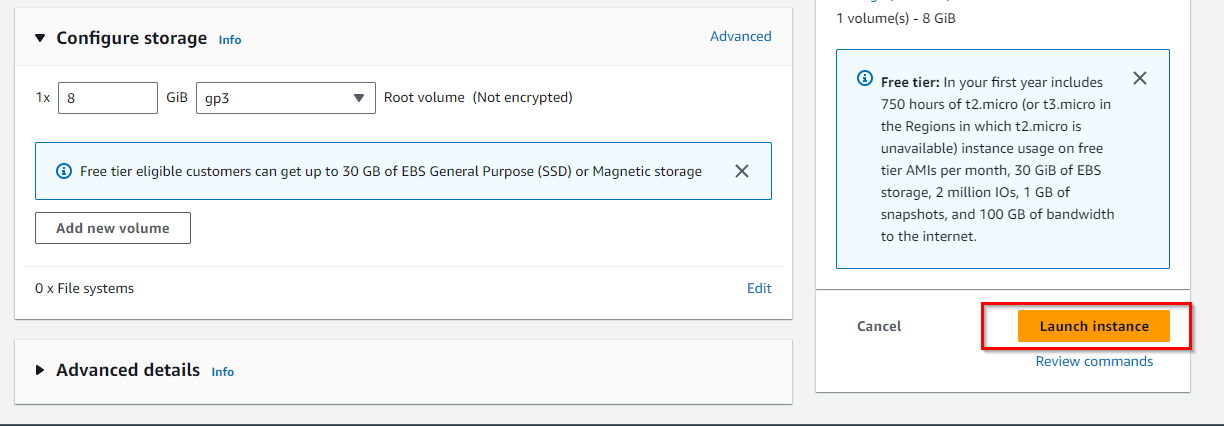 Configure storage Info
Advanced
1x 8 GiB gp3 Root volume (Not encrypted)
Free tier eligible customers can get up to 30 GB of EBS General Purpose (SSD) or Magnetic storage
Add new volume
0 x File systems
Edit
Advanced details Info
1 volume(s) - 8 GiB
Free tier: In your first year includes
750 hours of t2.micro (or t3.micro in
the Regions in which t2.micro is
unavailable) instance usage on free
tier AMIs per month, 30 GiB of EBS
storage, 2 million IOs, 1 GB of
snapshots, and 100 GB of bandwidth
to the internet.
Cancel
Launch instance
Review commands